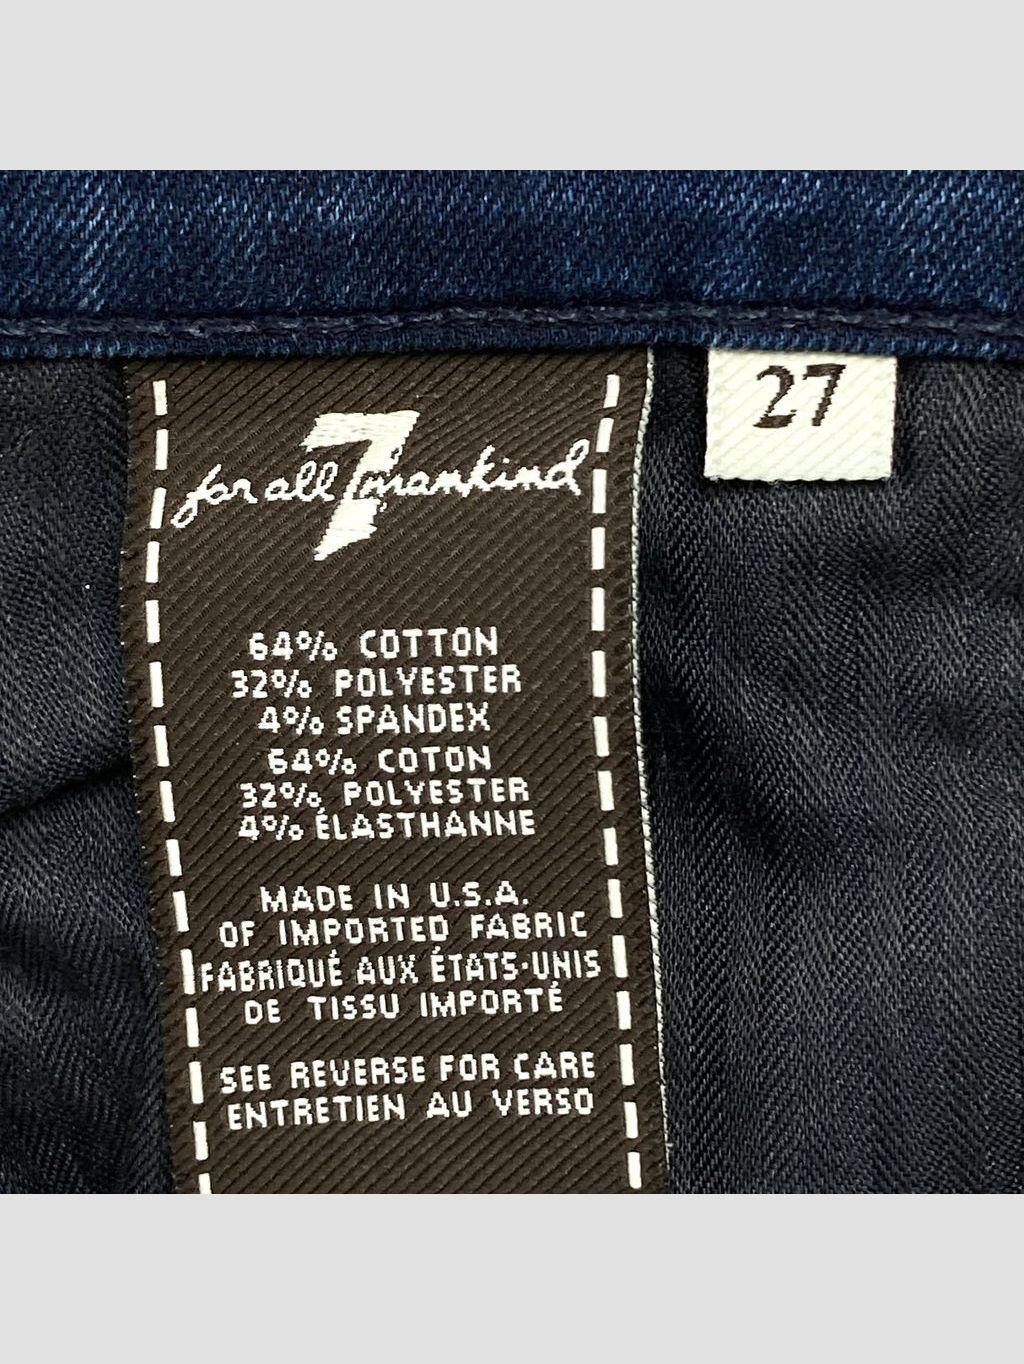 7
for all mankind
27
64% COTTON
32% POLYESTER
4% SPANDEX
64% COTON
32% POLYESTER
4% ÉLASTHANNE
MADE IN U.S.A.
OF IMPORTED FABRIC
FABRIQUÉ AUX ÉTATS-UNIS
DE TISSU IMPORTÉ
SEE REVERSE FOR CARE
ENTRETIEN AU VERSO